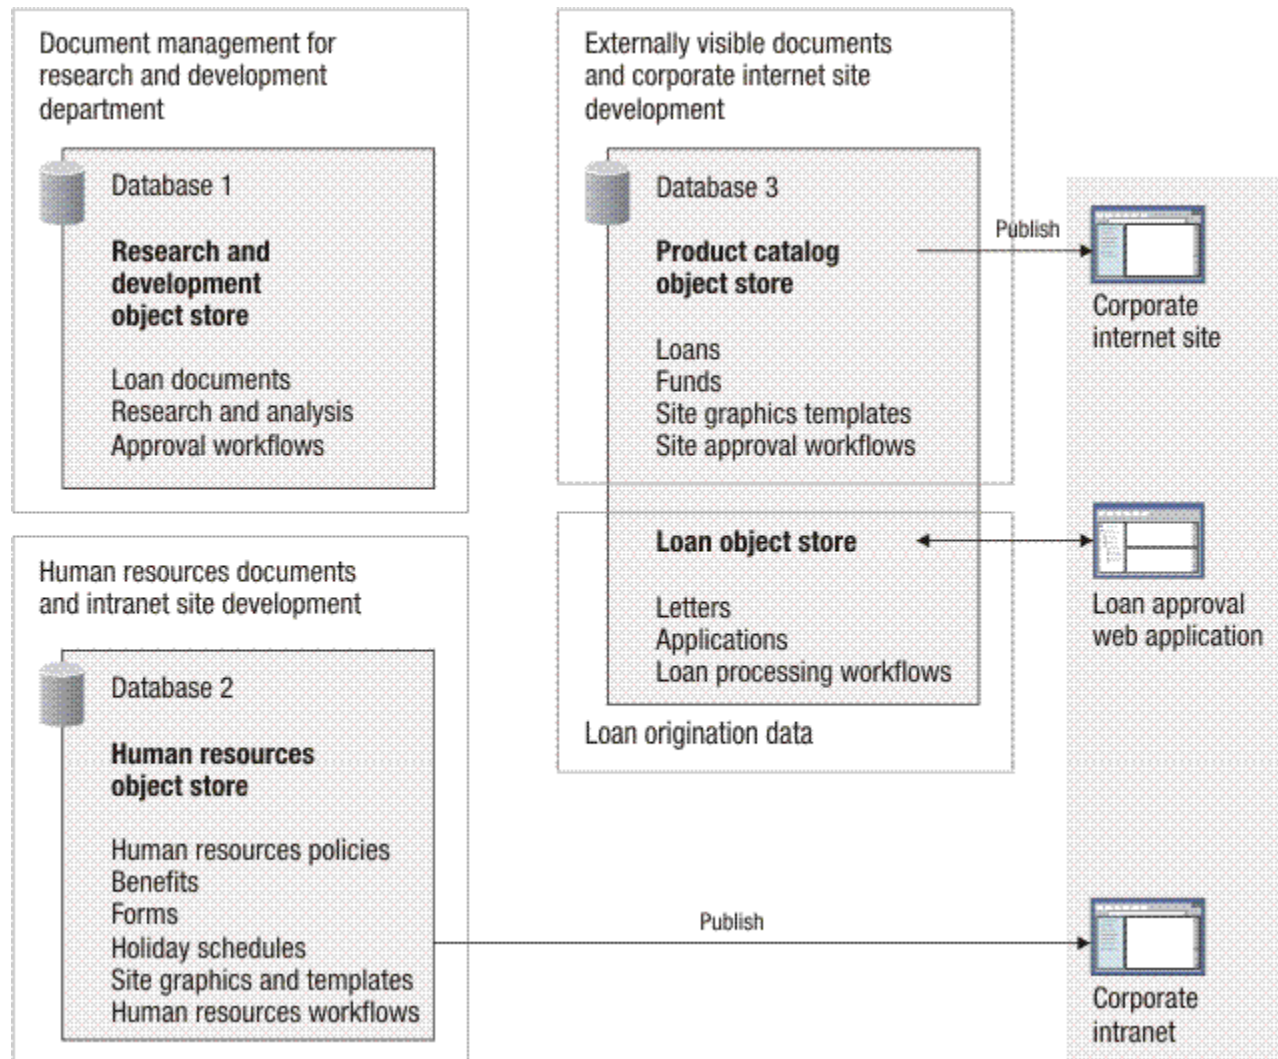 Document management for
research and development
department
Database 1
Research and
development
object store
Loan documents
Research and analysis
Approval workflows
Human resources documents
and intranet site development
Database 2
Human resources
object store
Human resources policies
Benefits
Forms
Holiday schedules
Site graphics and templates
Human resources workflows
Externally visible documents
and corporate internet site
development
Database 3
Product catalog
object store
Loans
Funds
Site graphics templates
Site approval workflows
Loan object store
Letters
Applications
Loan processing workflows
Loan origination data
Publish
Corporate
internet site
Loan approval
web application
Publish
Corporate
intranet